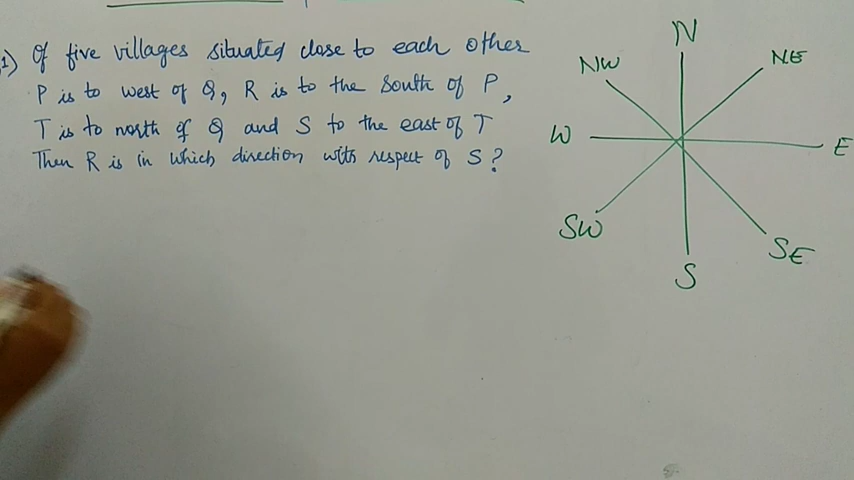 1) Of five villages situated close to each other
P is to west of Q, R is to the South of P,
T is to north of Q and S to the east of T
Then R is in which direction with respect of S?
N
NW
NE
W
E
SW
SE
S